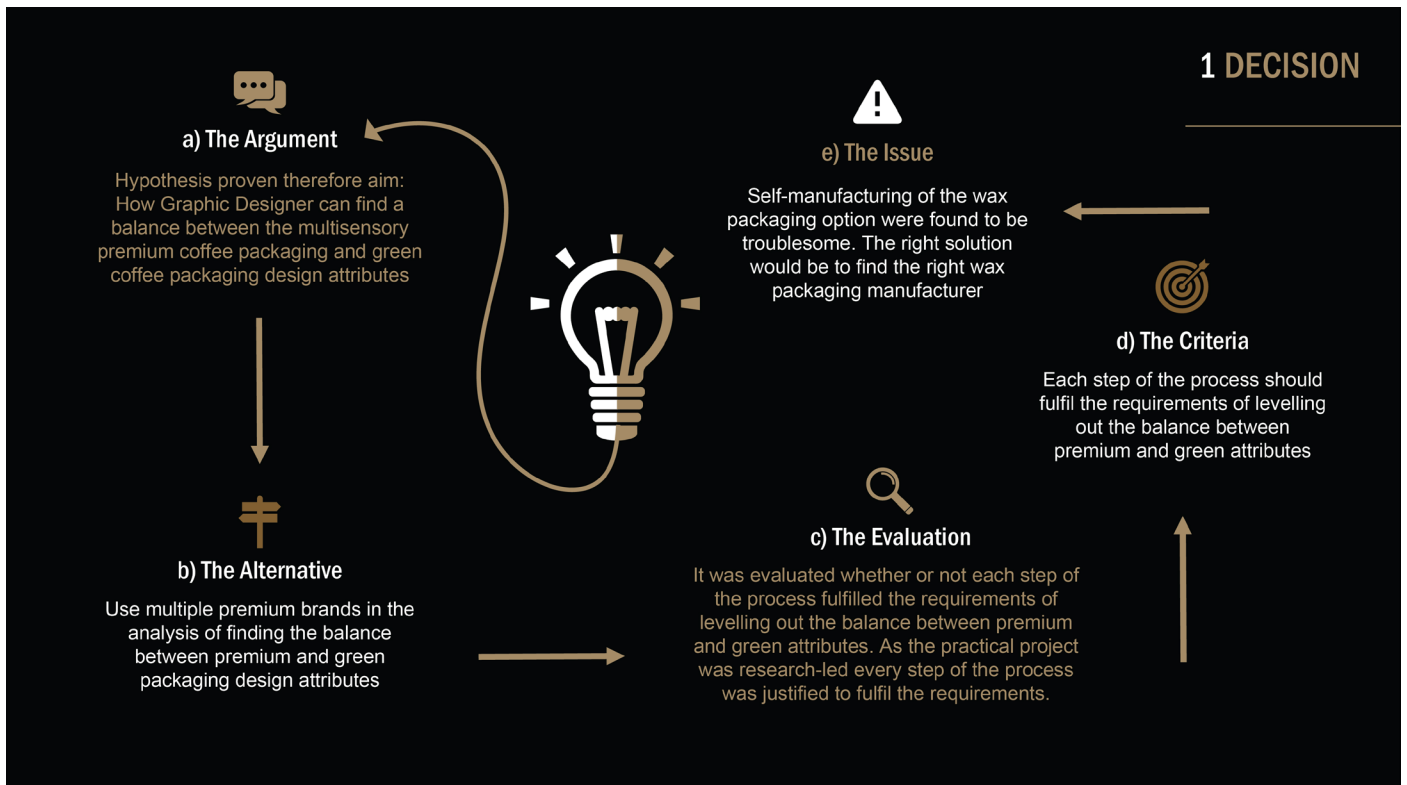 1 DECISION
a) The Argument
Hypothesis proven therefore aim:
How Graphic Designer can find a
balance between the multisensory
premium coffee packaging and green
coffee packaging design attributes
b) The Alternative
Use multiple premium brands in the
analysis of finding the balance
between premium and green
packaging design attributes
c) The Evaluation
It was evaluated whether or not each step of
the process fulfilled the requirements of
levelling out the balance between premium
and green attributes. As the practical project
was research-led every step of the process
was justified to fulfil the requirements.
d) The Criteria
Each step of the process should
fulfil the requirements of levelling
out the balance between
premium and green attributes
e) The Issue
Self-manufacturing of the wax
packaging option were found to be
troublesome. The right solution
would be to find the right wax
packaging manufacturer